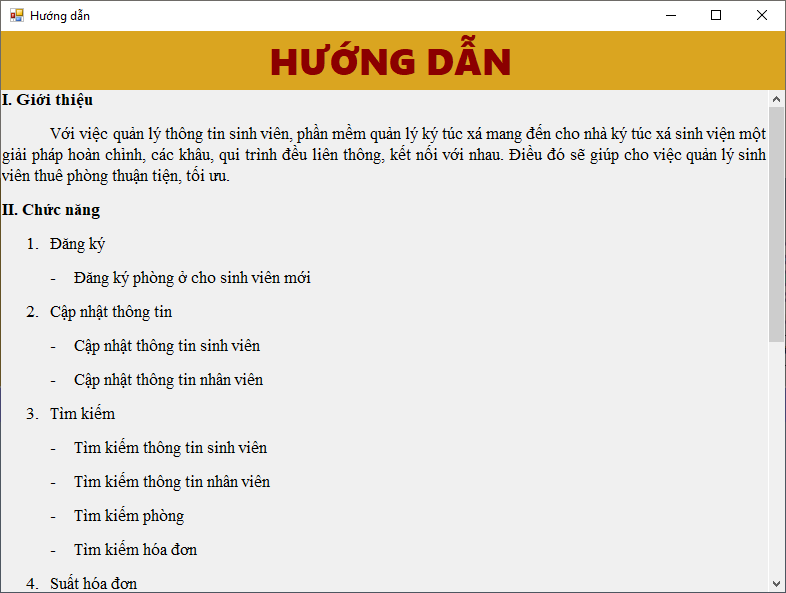 Hướng dẫn
HƯỚNG DẪN
I. Giới thiệu
Với việc quản lý thông tin sinh viên, phần mềm quản lý ký túc xá mang đến cho nhà ký túc xá sinh viện một
giải pháp hoàn chỉnh, các khâu, qui trình đều liên thông, kết nối với nhau. Điều đó sẽ giúp cho việc quản lý sinh
viên thuê phòng thuận tiện, tối ưu.
II. Chức năng
1. Đăng ký
- Đăng ký phòng ở cho sinh viên mới
2. Cập nhật thông tin
- Cập nhật thông tin sinh viên
- Cập nhật thông tin nhân viên
3. Tìm kiếm
- Tìm kiếm thông tin sinh viên
- Tìm kiếm thông tin nhân viên
- Tìm kiếm phòng
- Tìm kiếm hóa đơn
4. Suất hóa đơn